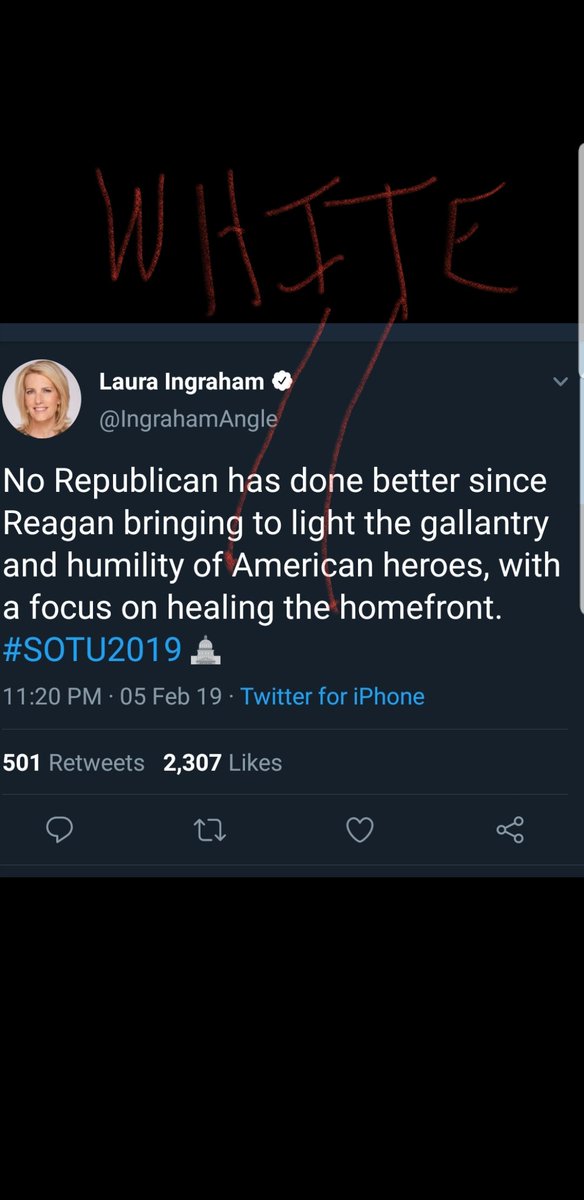 WHITE
Laura Ingraham
@IngrahamAngle
No Republican has done better since
Reagan bringing to light the gallantry
and humility of American heroes, with
a focus on healing the homefront.
#SOTU2019
11:20 PM · 05 Feb 19 · Twitter for iPhone
501 Retweets 2,307 Likes